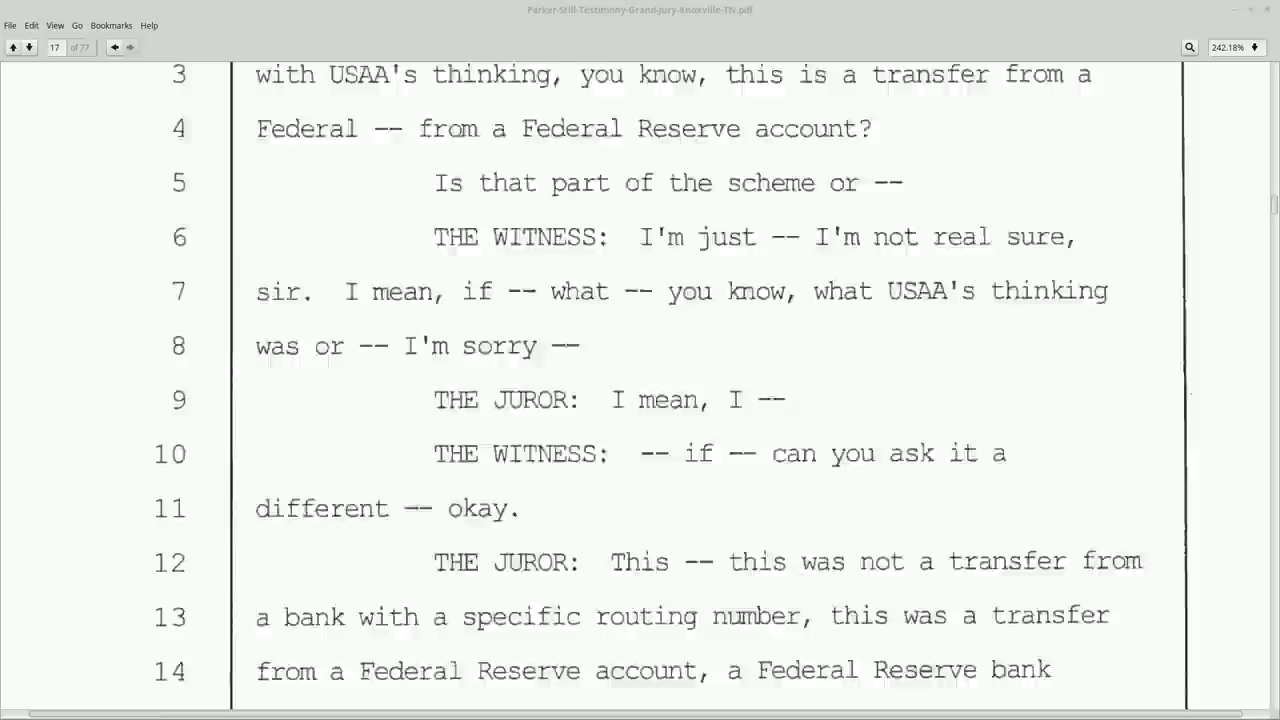 Parker-Still-Testimony-Grand-Jury-Knoxville-TN.pdf
File Edit View Go Bookmarks Help
17 of 77 242.18%
3 with USAA's thinking, you know, this is a transfer from a
4 Federal -- from a Federal Reserve account?
5 Is that part of the scheme or --
6 THE WITNESS: I'm just -- I'm not real sure,
7 sir. I mean, if -- what -- you know, what USAA's thinking
8 was or -- I'm sorry --
9 THE JUROR: I mean, I --
10 THE WITNESS: -- if -- can you ask it a
11 different -- okay.
12 THE JUROR: This -- this was not a transfer from
13 a bank with a specific routing number, this was a transfer
14 from a Federal Reserve account, a Federal Reserve bank